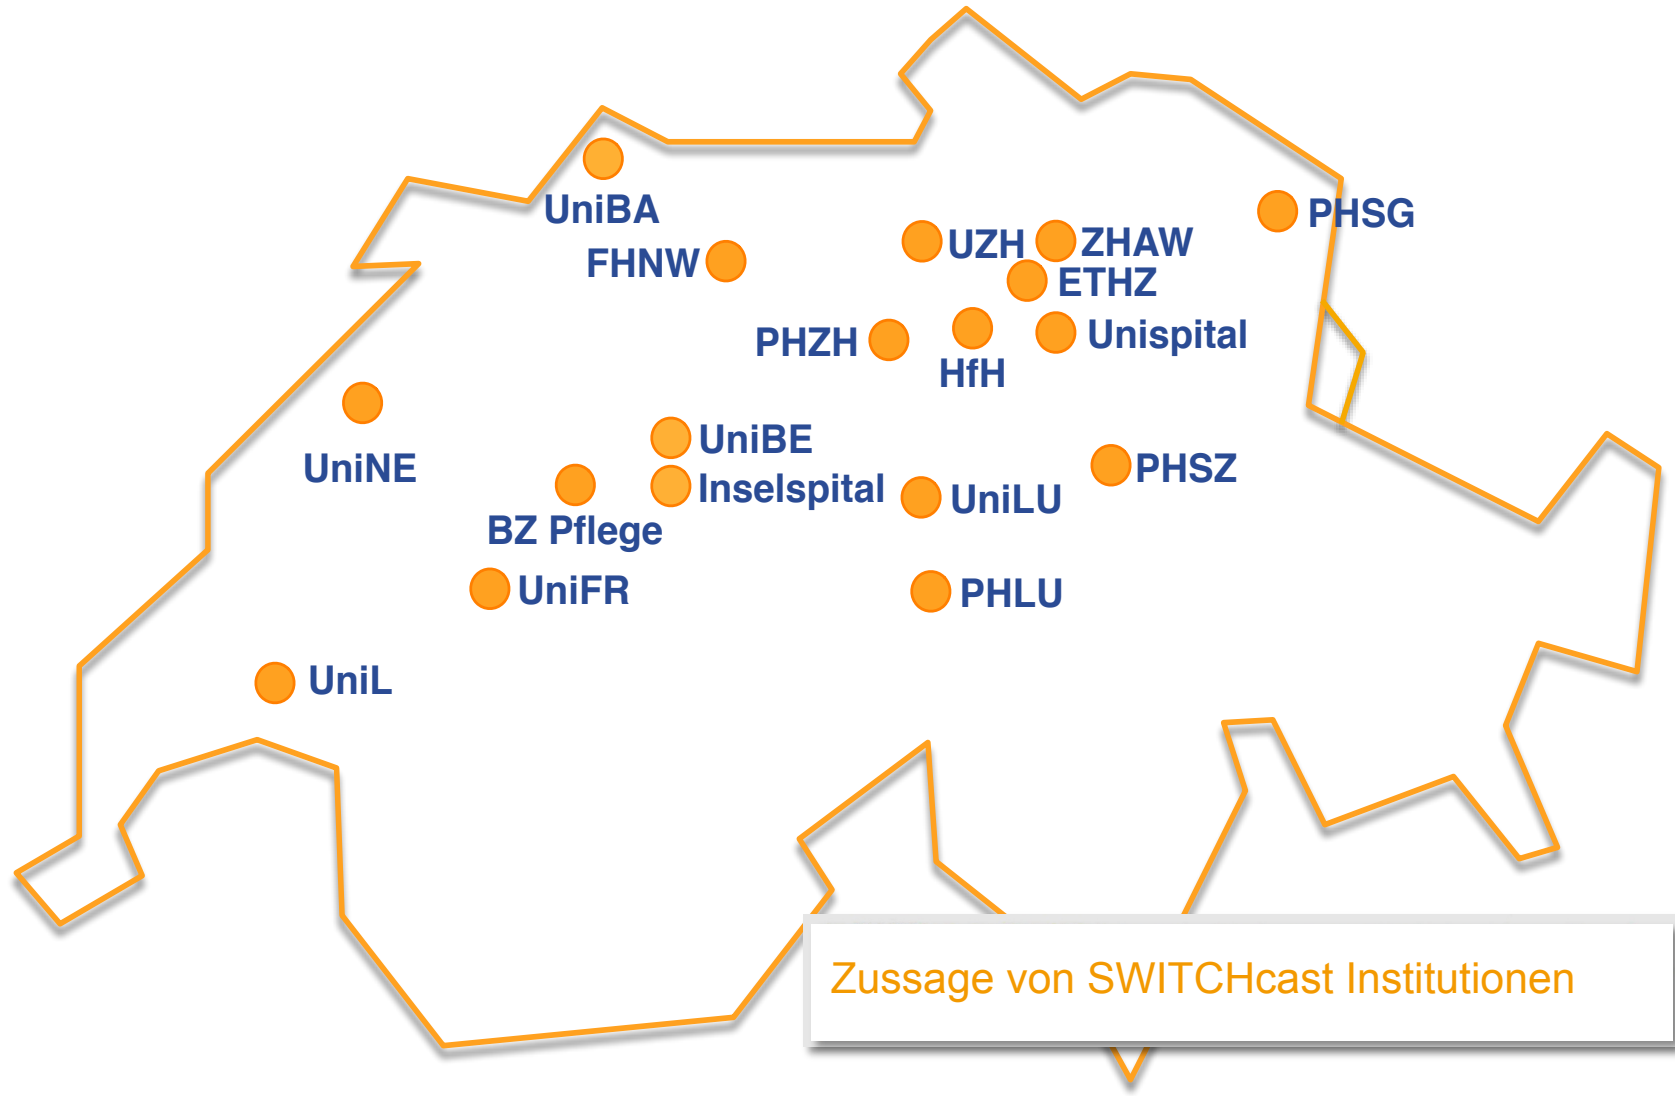 UniBA
PHSG
UZH
ZHAW
FHNW
ETHZ
PHZH
HfH
Unispital
UniNE
UniBE
PHSZ
Inselspital
UniLU
BZ Pflege
UniFR
PHLU
UniL
Zussage von SWITCHcast Institutionen